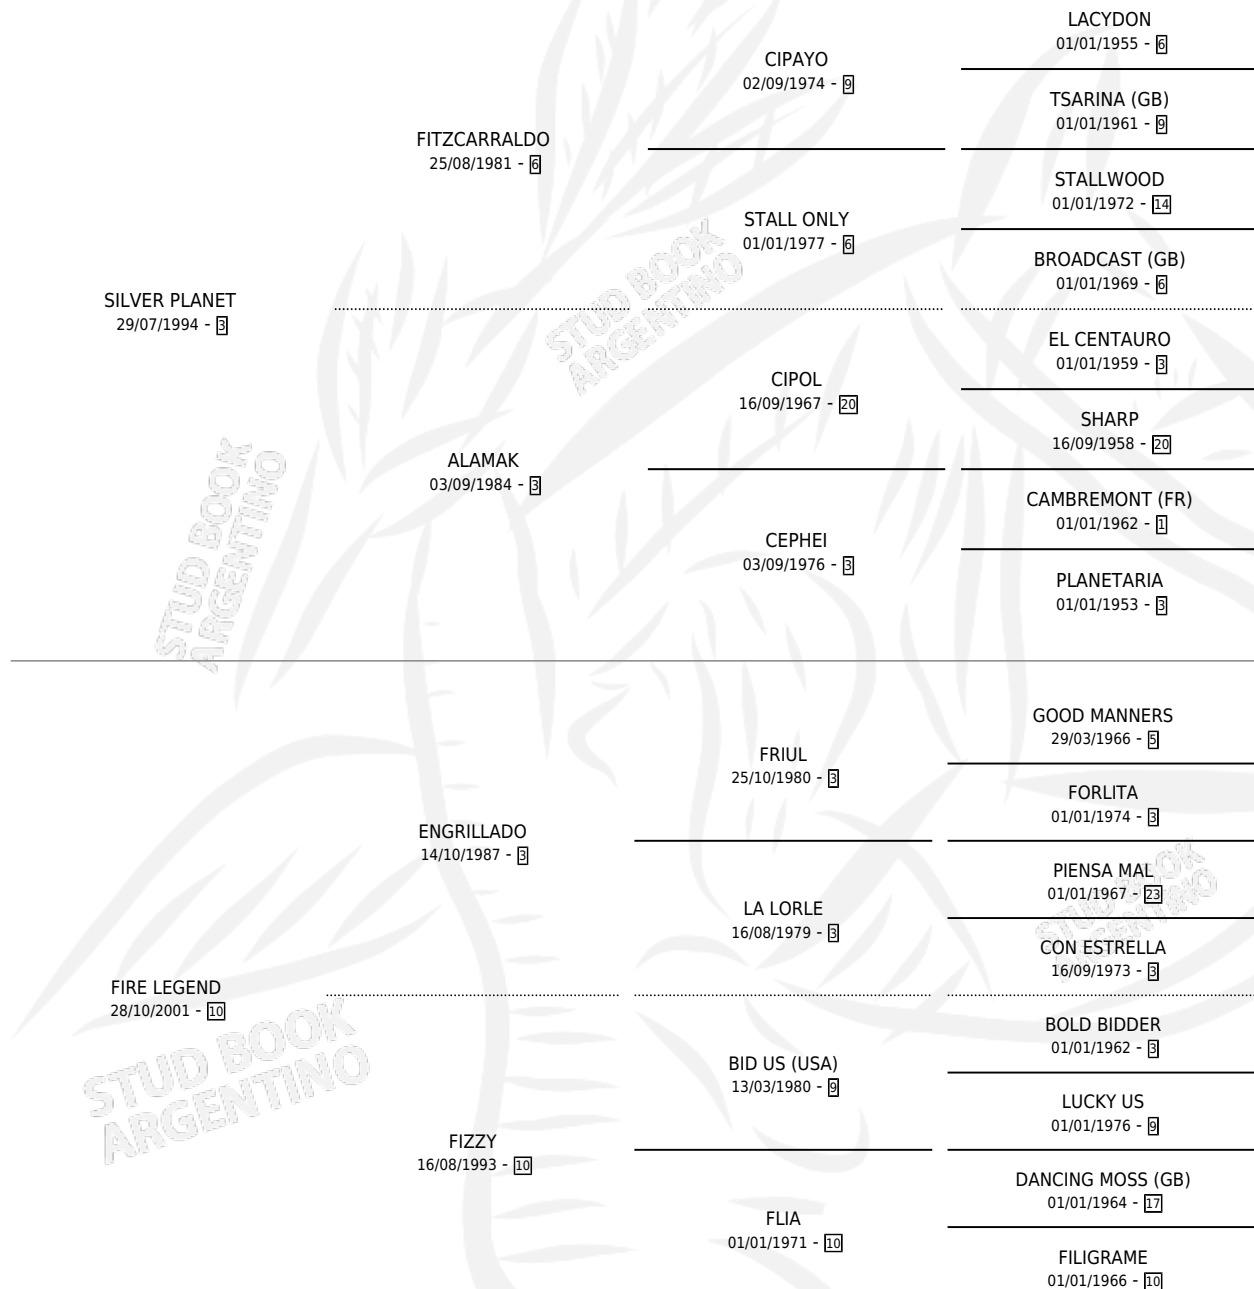 LACYDON
01/01/1955 - 6
CIPAYO
02/09/1974 - 9
TSARINA (GB)
01/01/1961 - 9
FITZCARRALDO
25/08/1981 - 6
STALLWOOD
01/01/1972 - 14
STALL ONLY
01/01/1977 - 6
BROADCAST (GB)
01/01/1969 - 6
SILVER PLANET
29/07/1994 - 3
STUD BOOK
ARGENTINO
EL CENTAURO
01/01/1959 - 3
CIPOL
16/09/1967 - 20
SHARP
16/09/1958 - 20
ALAMAK
03/09/1984 - 3
CAMBREMONT (FR)
01/01/1962 - 1
CEPHEI
03/09/1976 - 3
PLANETARIA
01/01/1953 - 3
STUD BOOK
ARGENTINO
GOOD MANNERS
29/03/1966 - 5
FRIUL
25/10/1980 - 3
FORLITA
01/01/1974 - 3
ENGRILLADO
14/10/1987 - 3
PIENSA MAL
01/01/1967 - 23
LA LORLE
16/08/1979 - 3
CON ESTRELLA
16/09/1973 - 3
STUD BOOK
ARGENTINO
FIRE LEGEND
28/10/2001 - 10
BOLD BIDDER
01/01/1962 - 3
BID US (USA)
13/03/1980 - 9
LUCKY US
01/01/1976 - 9
STUD BOOK
ARGENTINO
FIZZY
16/08/1993 - 10
DANCING MOSS (GB)
01/01/1964 - 17
FLIA
01/01/1971 - 10
FILIGRAME
01/01/1966 - 10